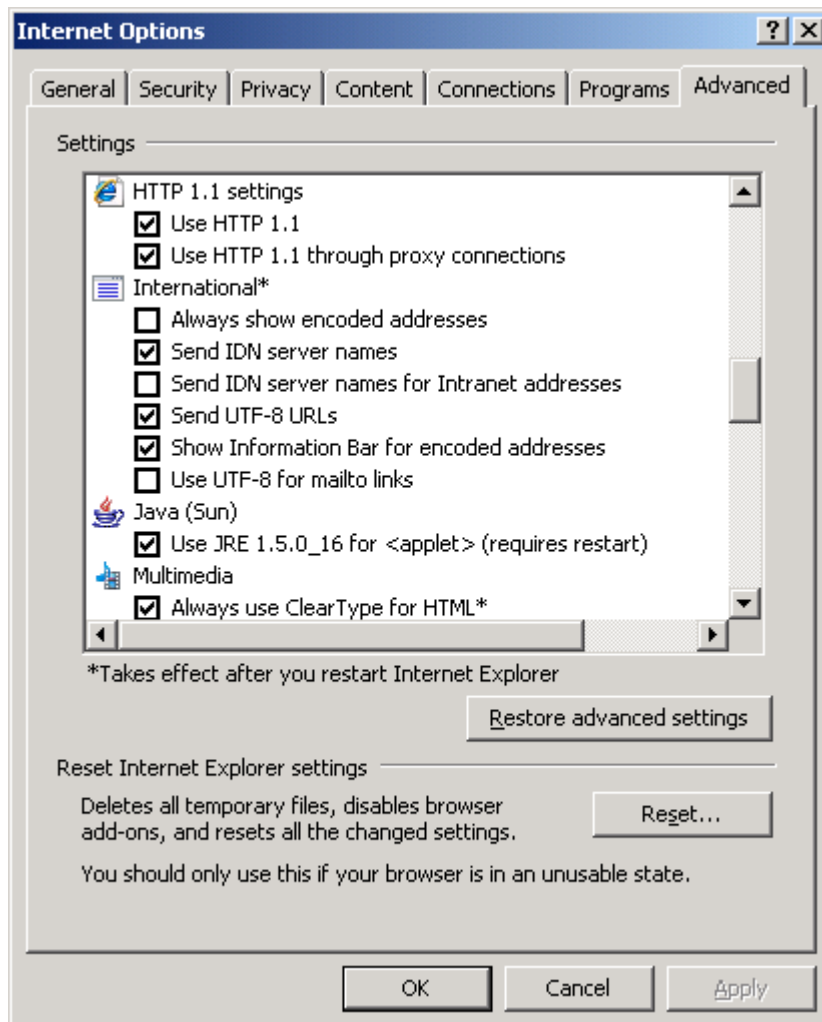 Internet Options
General Security Privacy Content Connections Programs Advanced
Settings
HTTP 1.1 settings
Use HTTP 1.1
Use HTTP 1.1 through proxy connections
International*
Always show encoded addresses
Send IDN server names
Send IDN server names for Intranet addresses
Send UTF-8 URLs
Show Information Bar for encoded addresses
Use UTF-8 for mailto links
Java (Sun)
Use JRE 1.5.0_16 for <applet> (requires restart)
Multimedia
Always use ClearType for HTML*
*Takes effect after you restart Internet Explorer
Restore advanced settings
Reset Internet Explorer settings
Deletes all temporary files, disables browser
add-ons, and resets all the changed settings.
Reset...
You should only use this if your browser is in an unusable state.
OK Cancel Apply